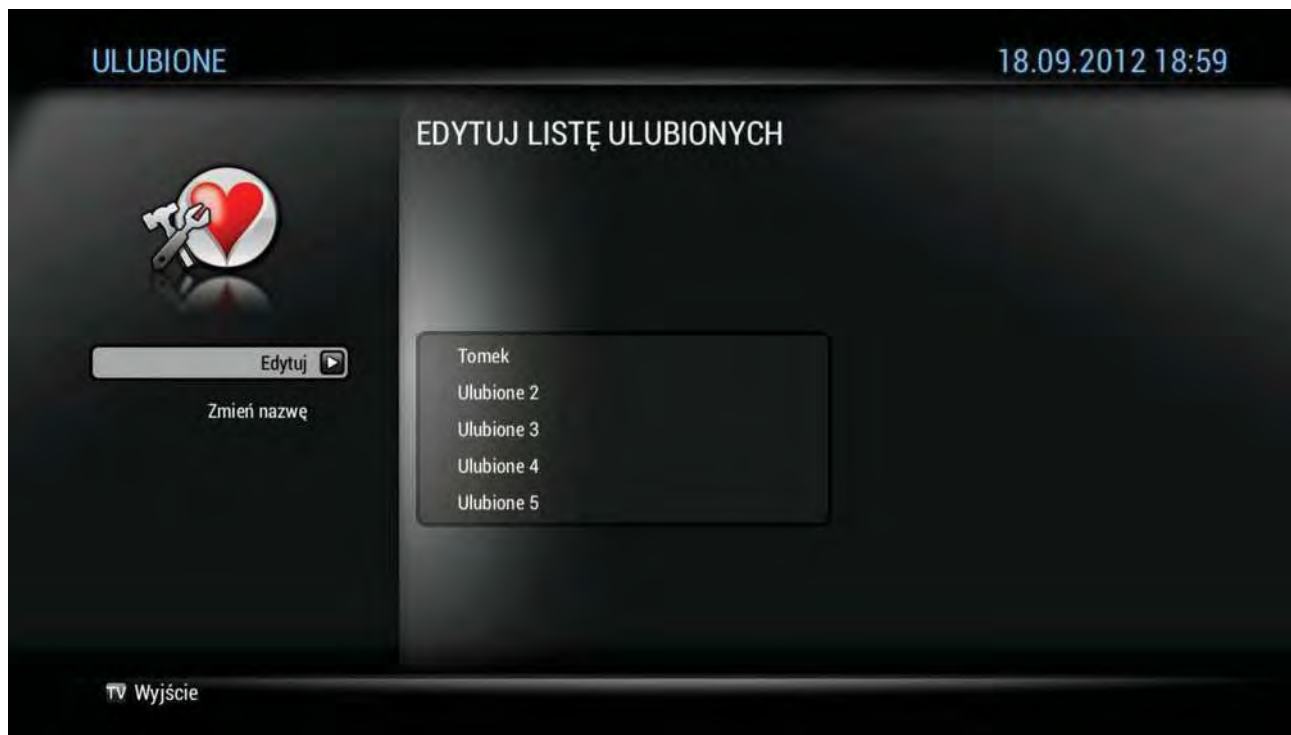 ULUBIONE
18.09.2012 18:59
EDYTUJ LISTĘ ULUBIONYCH
Edytuj
Zmień nazwę
Tomek
Ulubione 2
Ulubione 3
Ulubione 4
Ulubione 5
TV Wyjście